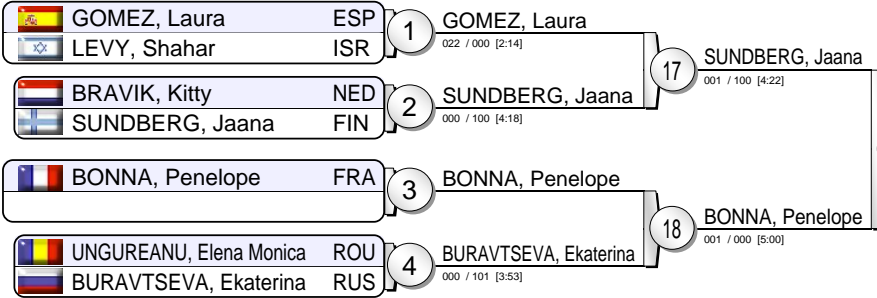 GOMEZ, Laura ESP
LEVY, Shahar ISR
1
GOMEZ, Laura
022 / 000 [2:14]
BRAVIK, Kitty NED
SUNDBERG, Jaana FIN
2
SUNDBERG, Jaana
000 / 100 [4:18]
17
SUNDBERG, Jaana
001 / 100 [4:22]
BONNA, Penelope FRA
3
BONNA, Penelope
UNGUREANU, Elena Monica ROU
BURAVTSEVA, Ekaterina RUS
4
BURAVTSEVA, Ekaterina
000 / 101 [3:53]
18
BONNA, Penelope
001 / 000 [5:00]